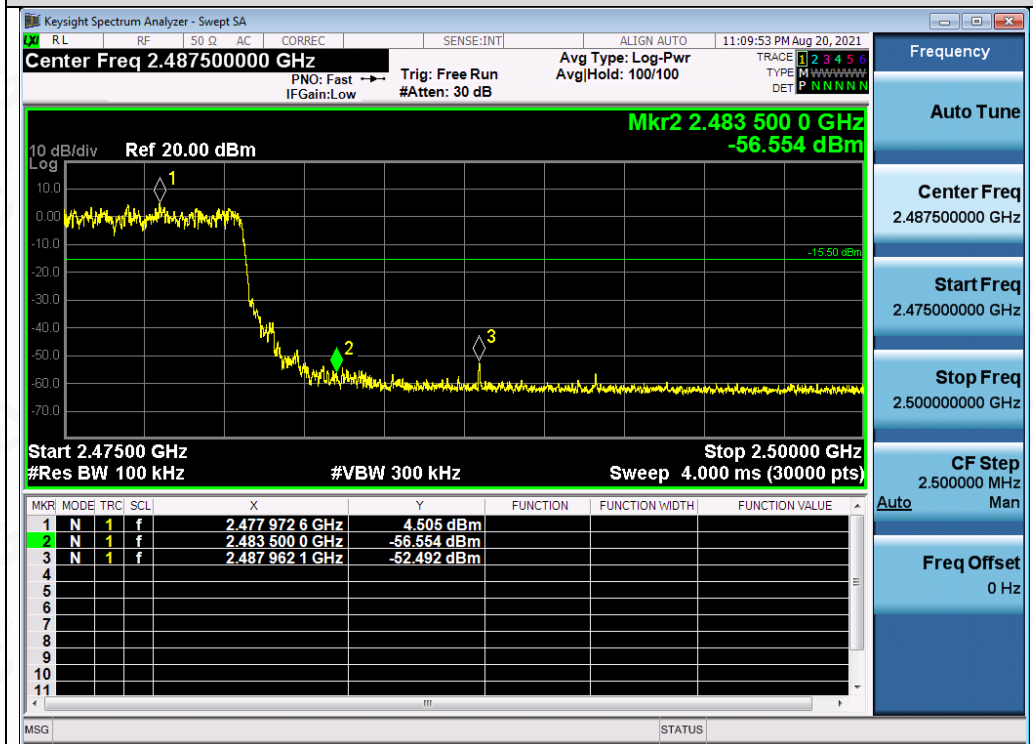 Keysight Spectrum Analyzer - Swept SA
LXI RL RF 50 Ω AC CORREC SENSE:INT ALIGN AUTO 11:09:53 PM Aug 20, 2021
Center Freq 2.487500000 GHz
PNO: Fast
IFGain:Low
Trig: Free Run
#Atten: 30 dB
Avg Type: Log-Pwr
Avg|Hold: 100/100
TRACE 1 2 3 4 5 6
TYPE M WWWWW
DET P N N N N N
Mkr2 2.483 500 0 GHz
-56.554 dBm
10 dB/div Ref 20.00 dBm
Log
10.0
0.00
-10.0
-20.0
-30.0
-40.0
-50.0
-60.0
-70.0
1
-15.50 dBm
2
3
Start 2.47500 GHz Stop 2.50000 GHz
#Res BW 100 kHz #VBW 300 kHz Sweep 4.000 ms (30000 pts)
MKR MODE TRC SCL X Y FUNCTION FUNCTION WIDTH FUNCTION VALUE
1 N 1 f 2.477 972 6 GHz 4.505 dBm
2 N 1 f 2.483 500 0 GHz -56.554 dBm
3 N 1 f 2.487 962 1 GHz -52.492 dBm
4
5
6
7
8
9
10
11
MSG STATUS
Frequency
Auto Tune
Center Freq
2.487500000 GHz
Start Freq
2.475000000 GHz
Stop Freq
2.500000000 GHz
CF Step
2.500000 MHz
Auto Man
Freq Offset
0 Hz